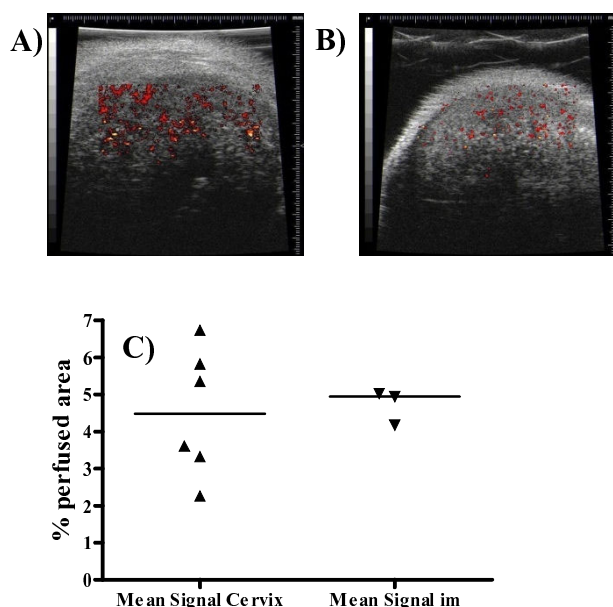 A)
B)
C)
% perfused area
7
6
5
4
3
2
1
0
Mean Signal Cervix
Mean Signal im